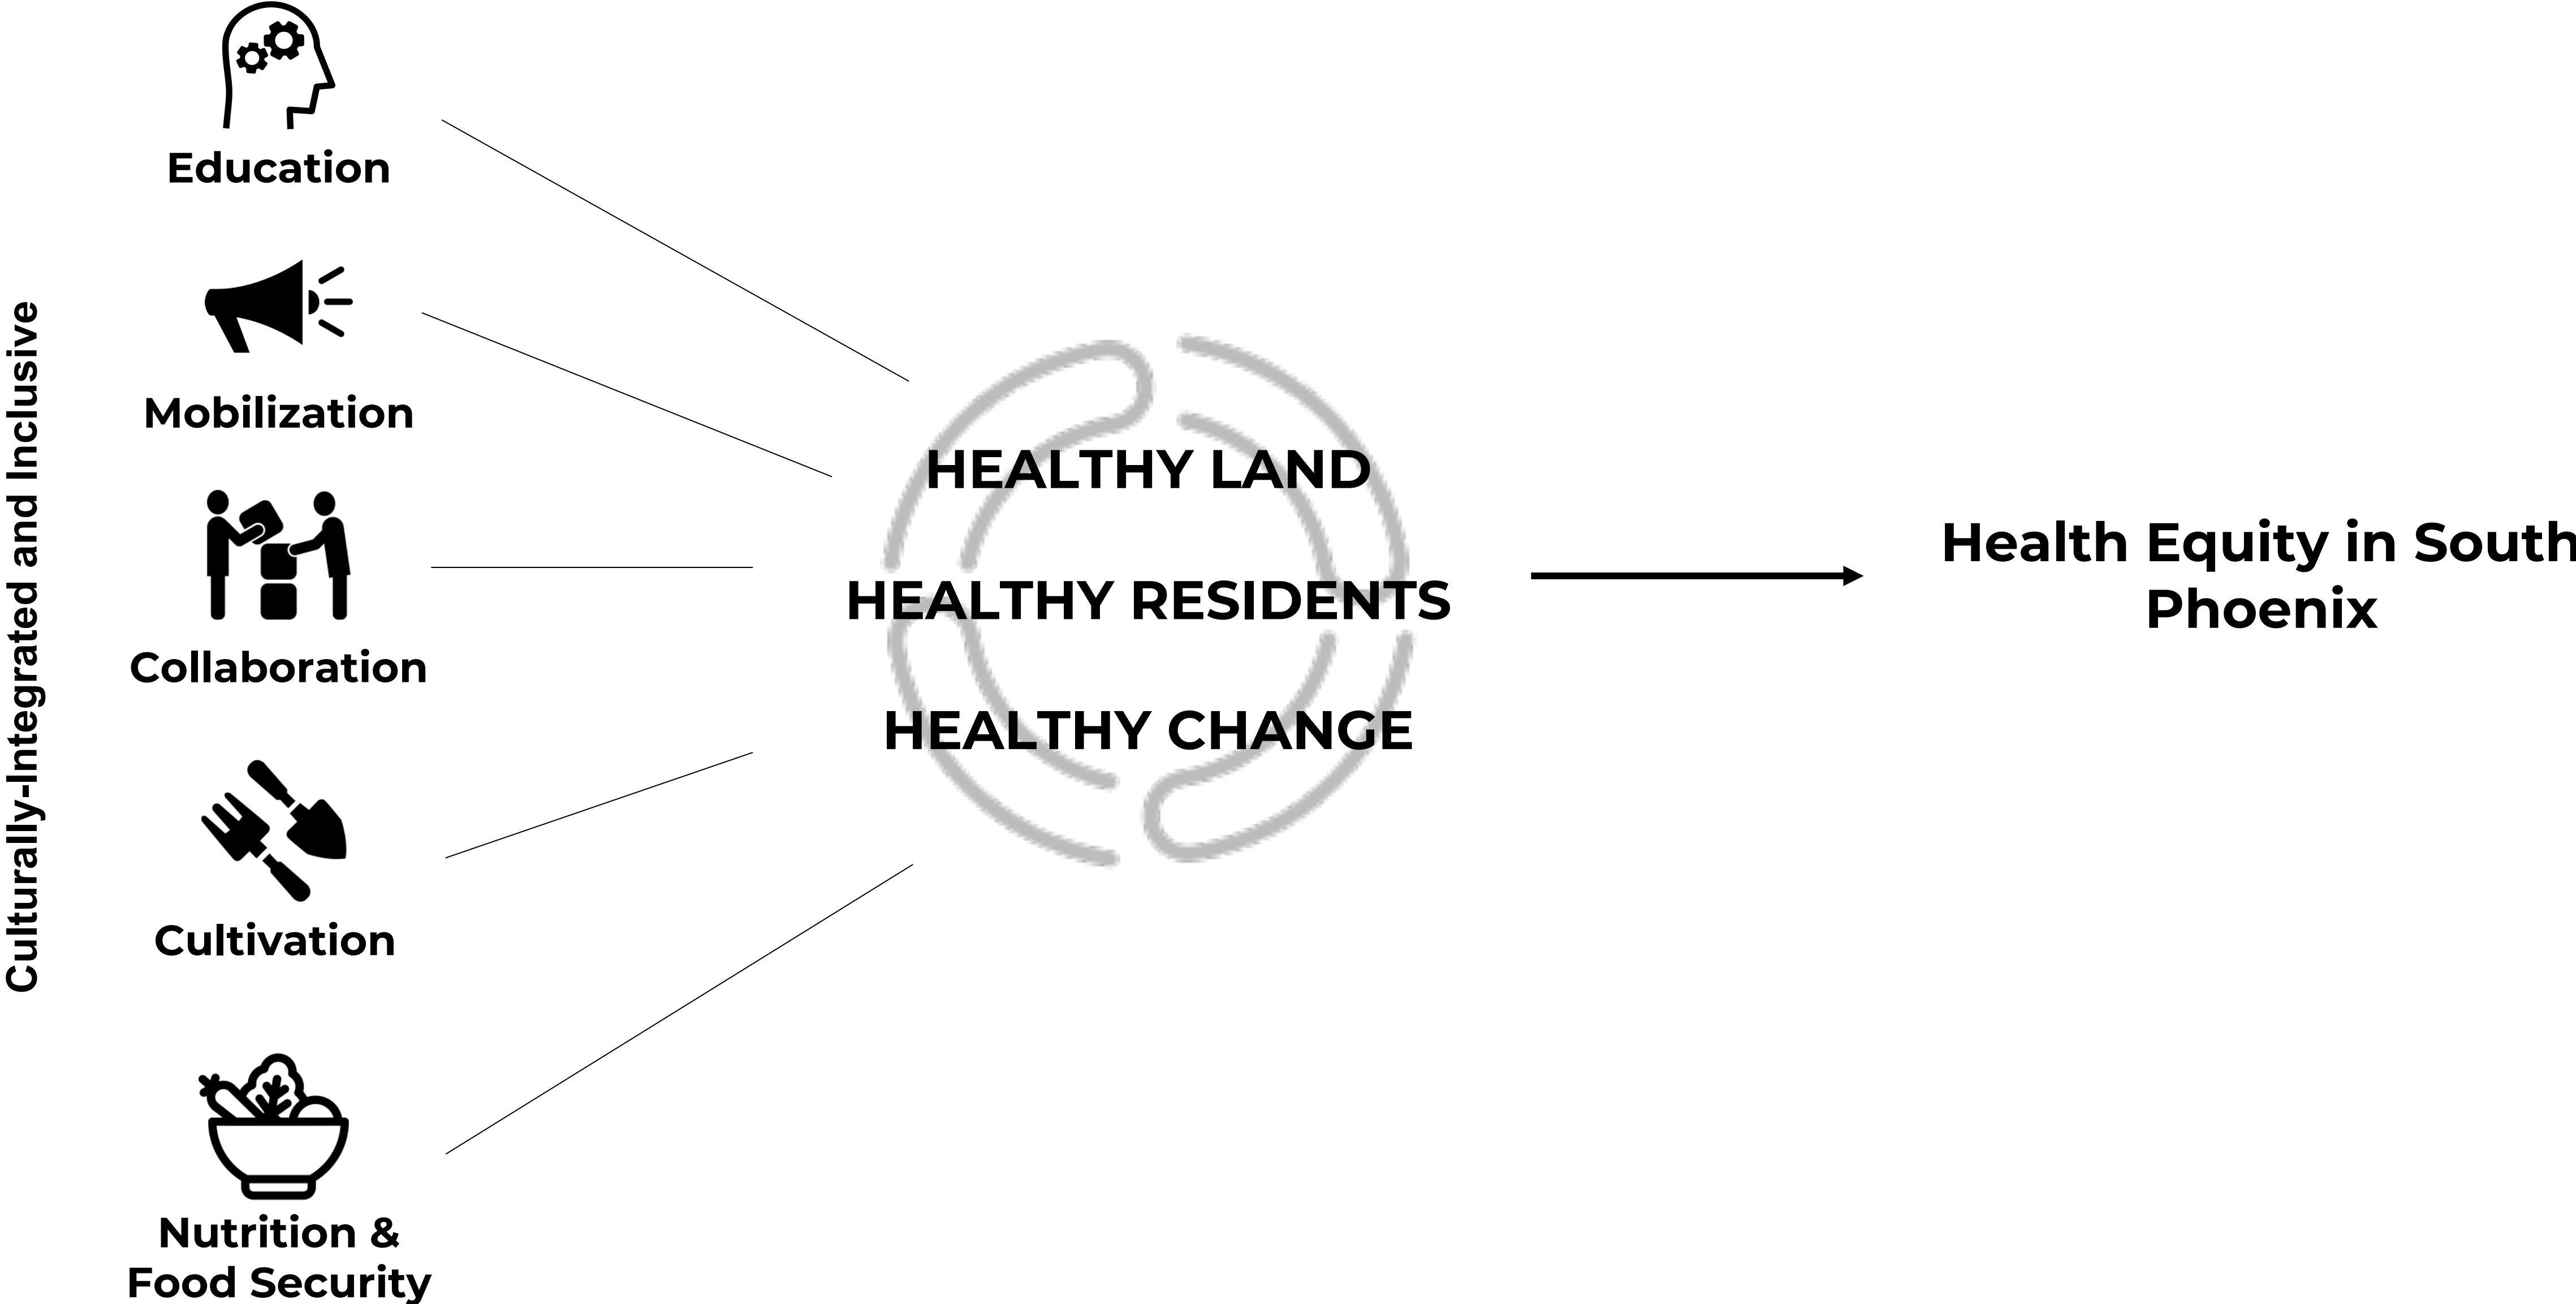 Culturally-Integrated and Inclusive
Education
Mobilization
Collaboration
Cultivation
Nutrition &
Food Security
HEALTHY LAND
HEALTHY RESIDENTS
HEALTHY CHANGE
Health Equity in South
Phoenix